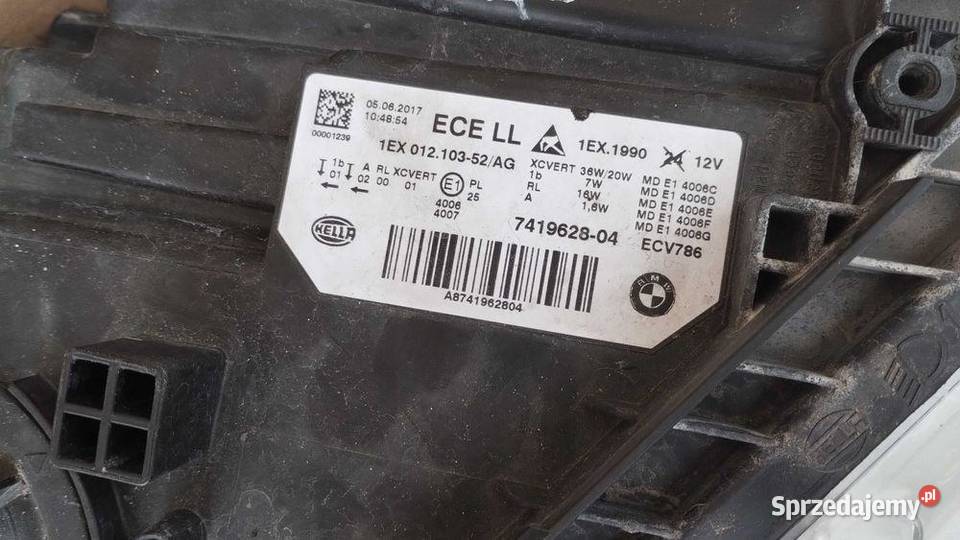 05.06.2017
10:48:54
00001239
ECE LL
1EX.1990
24 12V
1EX 012.103-52/AG
XCVERT 36W/20W
1b 7W
RL 16W
A 1,6W
MD E1 4006C
MD E1 4006D
MD E1 4006E
MD E1 4006F
MD E1 4006G
1b A RL XCVERT E1 PL
01 02 00 01 25
4006
4007
7419628-04
ECV786
HELLA
BMW
A8741962804
Sprzedajemy.pl